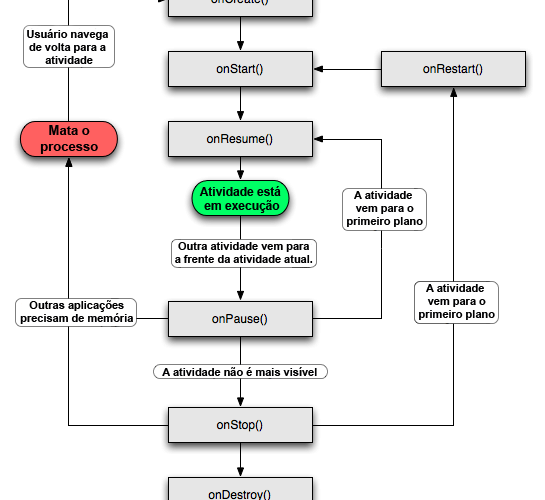 onCreate()
Usuário navega
de volta para a
atividade
onStart()
onRestart()
Mata o
processo
onResume()
Atividade está
em execução
A atividade
vem para o
primeiro plano
Outra atividade vem para
a frente da atividade atual.
A atividade
vem para o
primeiro plano
Outras aplicações
precisam de memória
onPause()
A atividade não é mais visível
onStop()
onDestroy()